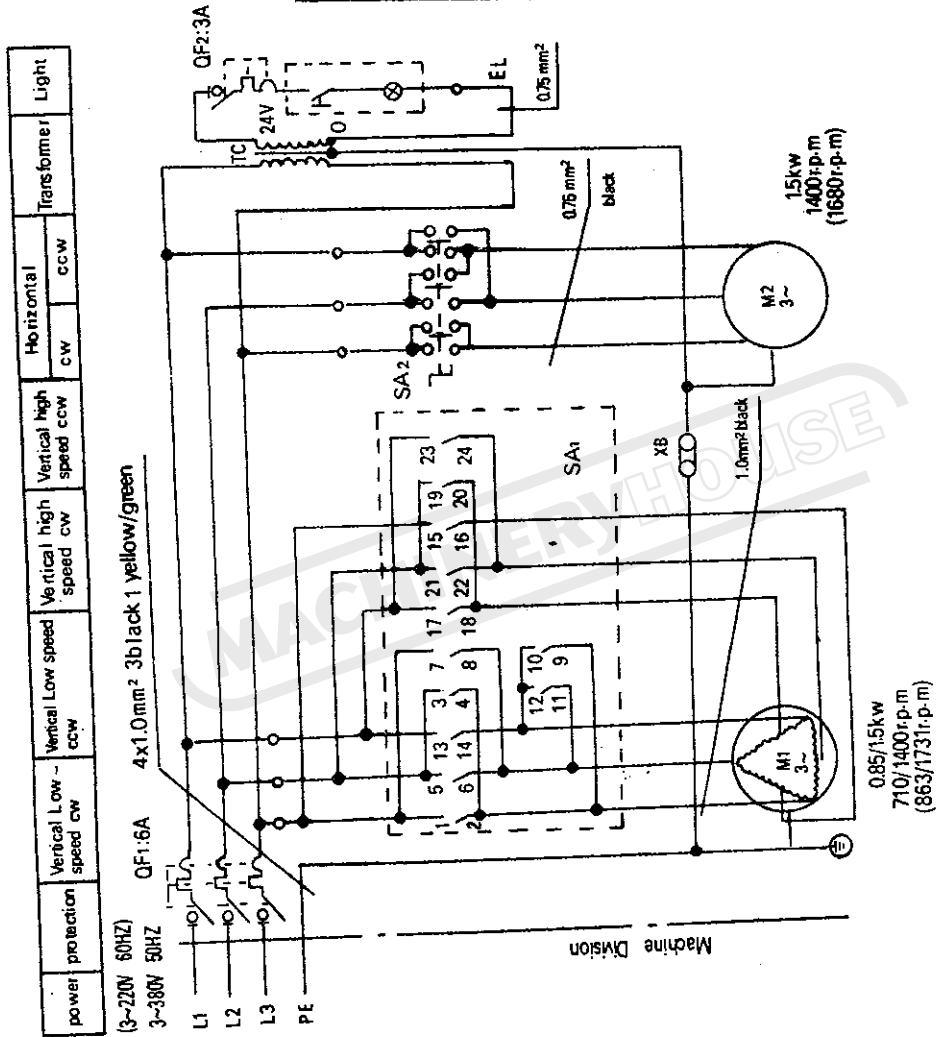 power
protection
Vertical Low-
speed cw
Vertical Low speed
ccw
Vertical high
speed cw
Vertical high
speed ccw
Horizontal
cw
ccw
Transformer
Light
(3~220V 60HZ)
3~380V 50HZ
QF1:6A
4x1.0mm² 3black 1 yellow/green
L1
L2
L3
PE
TC
24V
0
QF2:3A
EL
0.75 mm²
SA2
0.75 mm²
black
1 5 13 3 7 17 21 15 19 23
2 6 14 4 8 18 22 16 20 24
12 10
11 9
SA1
XB
1.0mm² black
M1
3~
M2
3~
0.85/1.5kw
710/1400r.p.m
(863/1731r.p.m)
1.5kw
1400r.p.m
(1680r.p.m)
Machine Division
MACHINERYHOUSE